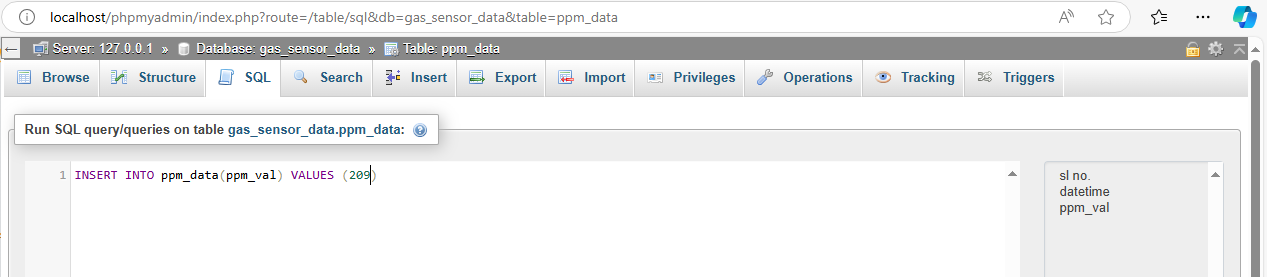 localhost/phpmyadmin/index.php?route=/table/sql&db=gas_sensor_data&table=ppm_data
Server: 127.0.0.1 » Database: gas_sensor_data » Table: ppm_data
Browse Structure SQL Search Insert Export Import Privileges Operations Tracking Triggers
Run SQL query/queries on table gas_sensor_data.ppm_data:
1 INSERT INTO ppm_data(ppm_val) VALUES (209)
sl no.
datetime
ppm_val